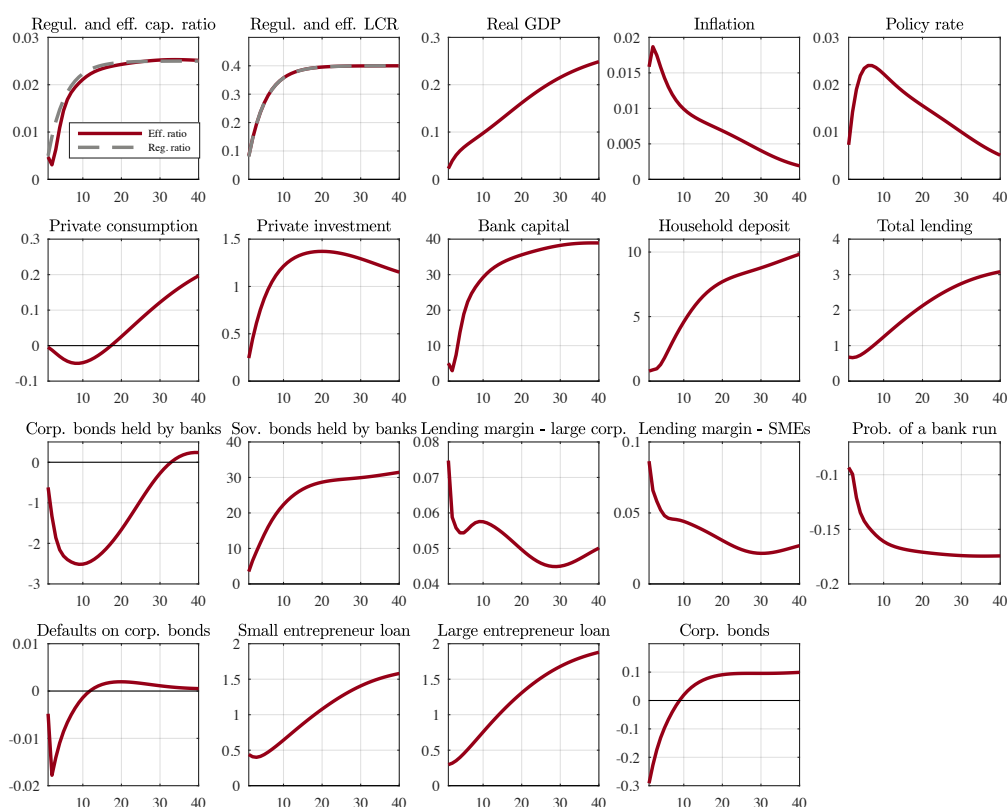 Regul. and eff. cap. ratio
0.03
0.02
0.01
0
10 20 30 40
Eff. ratio
Reg. ratio
Regul. and eff. LCR
0.4
0.3
0.2
0.1
0
10 20 30 40
Real GDP
0.3
0.2
0.1
0
10 20 30 40
Inflation
0.02
0.015
0.01
0.005
0
10 20 30 40
Policy rate
0.03
0.02
0.01
0
10 20 30 40
Private consumption
0.3
0.2
0.1
0
-0.1
10 20 30 40
Private investment
1.5
1
0.5
0
10 20 30 40
Bank capital
40
30
20
10
0
10 20 30 40
Household deposit
10
5
0
10 20 30 40
Total lending
4
3
2
1
0
10 20 30 40
Corp. bonds held by banks
0
-1
-2
-3
10 20 30 40
Sov. bonds held by banks
40
30
20
10
0
10 20 30 40
Lending margin - large corp.
0.08
0.07
0.06
0.05
0.04
10 20 30 40
Lending margin - SMEs
0.1
0.05
0
10 20 30 40
Prob. of a bank run
-0.1
-0.15
-0.2
10 20 30 40
Defaults on corp. bonds
0.01
0
-0.01
-0.02
10 20 30 40
Small entrepreneur loan
2
1.5
1
0.5
0
10 20 30 40
Large entrepreneur loan
2
1.5
1
0.5
0
10 20 30 40
Corp. bonds
0.1
0
-0.1
-0.2
-0.3
10 20 30 40